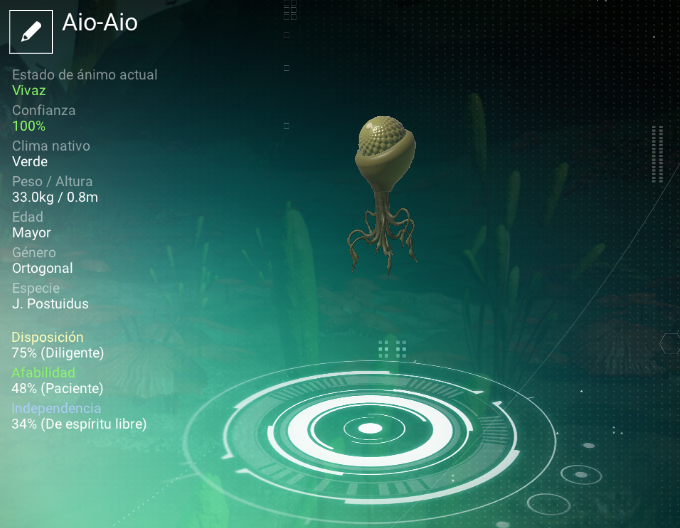 Aio-Aio
Estado de ánimo actual
Vivaz
Confianza
100%
Clima nativo
Verde
Peso / Altura
33.0kg / 0.8m
Edad
Mayor
Género
Ortogonal
Especie
J. Postuidus
Disposición
75% (Diligente)
Afabilidad
48% (Paciente)
Independencia
34% (De espíritu libre)